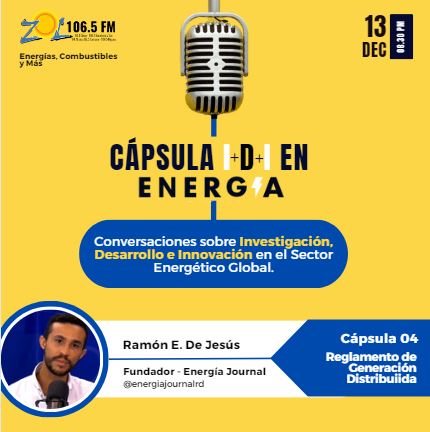 ZOL 106.5 FM
Energías, Combustibles
y Más
13
DEC
08.30 PM
CÁPSULA I+D+I EN
ENERGÍA
Conversaciones sobre Investigación,
Desarrollo e Innovación en el Sector
Energético Global.
Ramón E. De Jesús
Fundador - Energía Journal
@energiajournalrd
Cápsula 04
Reglamento de
Generación
Distribuiida